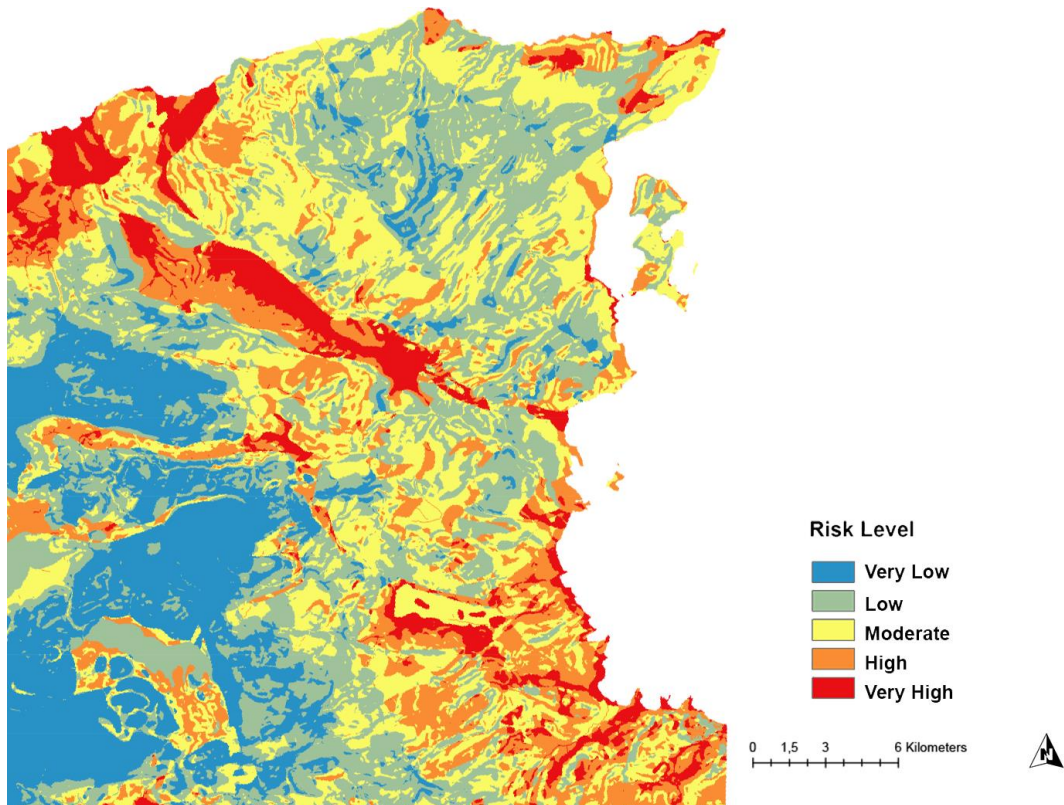 Risk Level
Very Low
Low
Moderate
High
Very High
0 1,5 3 6 Kilometers
N